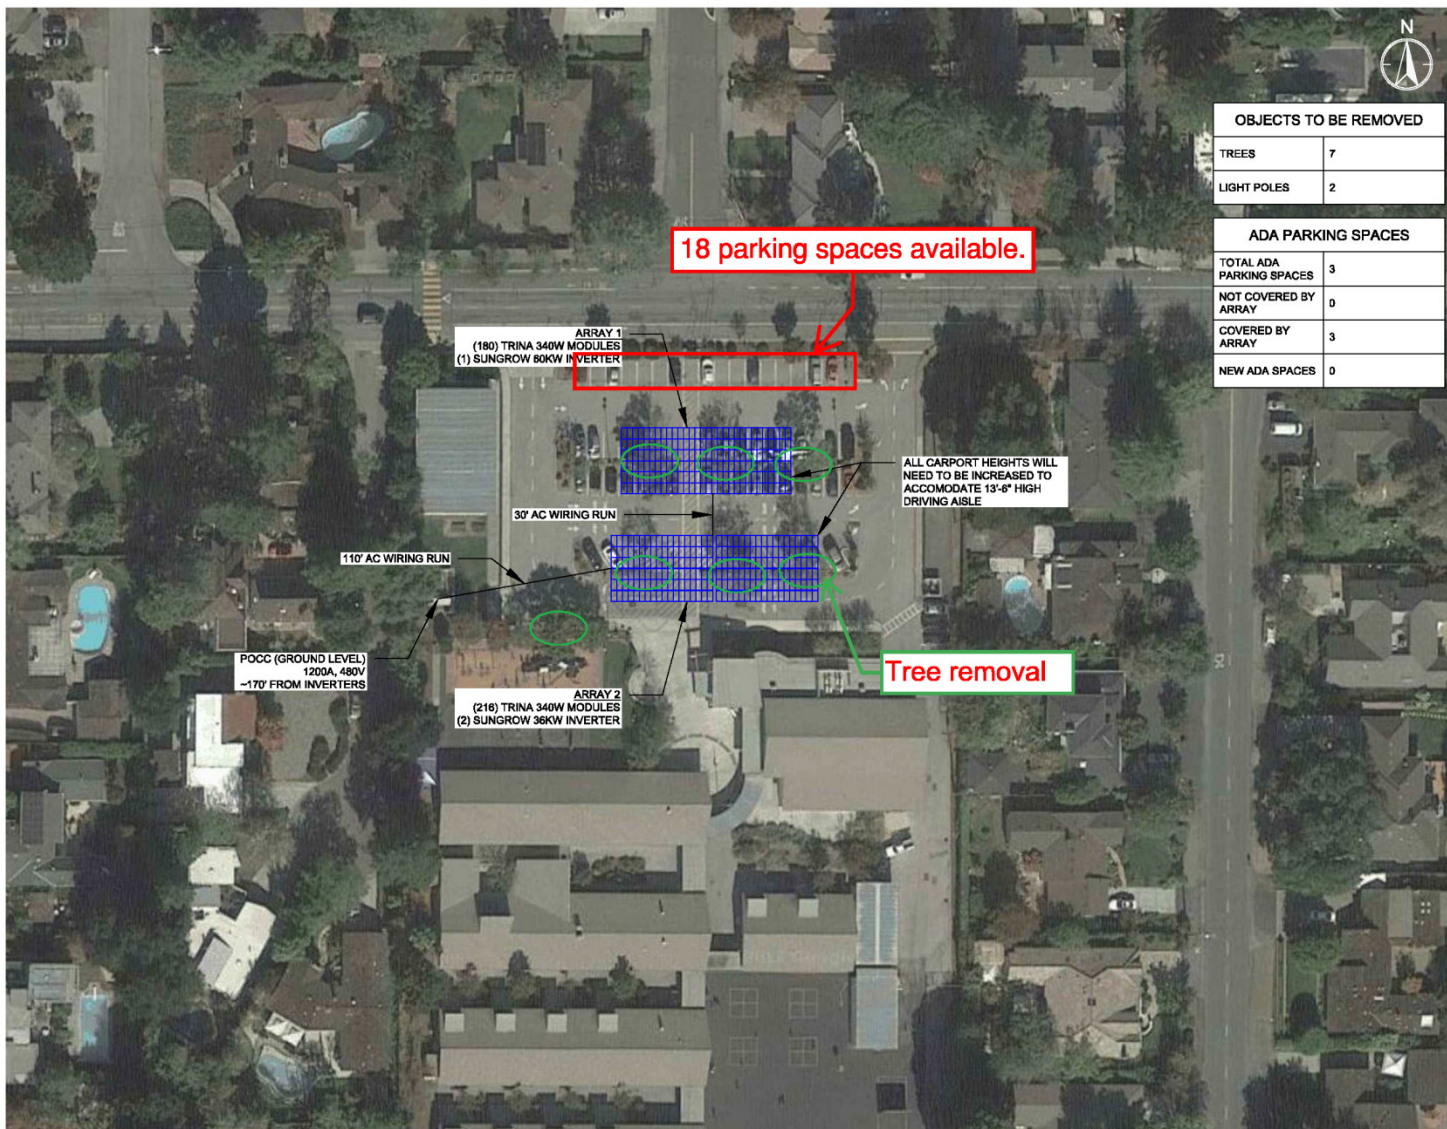 N
OBJECTS TO BE REMOVED
TREES 7
LIGHT POLES 2
ADA PARKING SPACES
TOTAL ADA
PARKING SPACES 3
NOT COVERED BY
ARRAY 0
COVERED BY
ARRAY 3
NEW ADA SPACES 0
18 parking spaces available.
ARRAY 1
(180) TRINA 340W MODULES
(1) SUNGROW 60KW INVERTER
ALL CARPORT HEIGHTS WILL
NEED TO BE INCREASED TO
ACCOMODATE 13'-6" HIGH
DRIVING AISLE
30' AC WIRING RUN
110' AC WIRING RUN
POCC (GROUND LEVEL)
1200A, 480V
~170' FROM INVERTERS
Tree removal
ARRAY 2
(216) TRINA 340W MODULES
(2) SUNGROW 36KW INVERTER